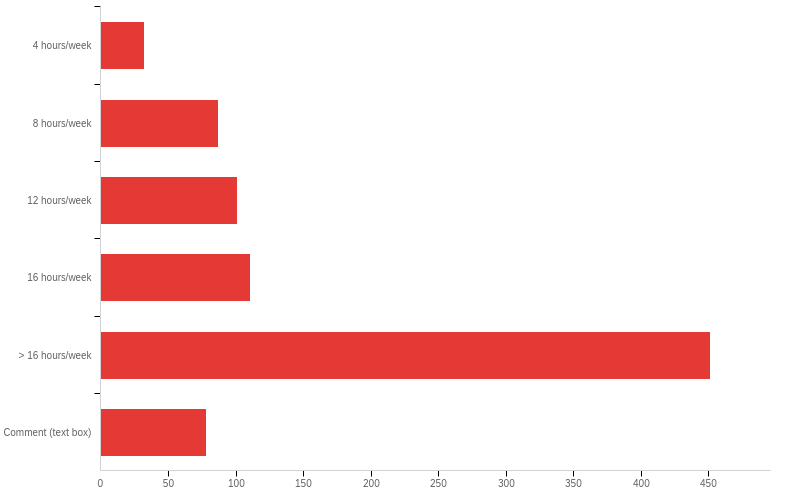 4 hours/week
8 hours/week
12 hours/week
16 hours/week
> 16 hours/week
Comment (text box)
0 50 100 150 200 250 300 350 400 450